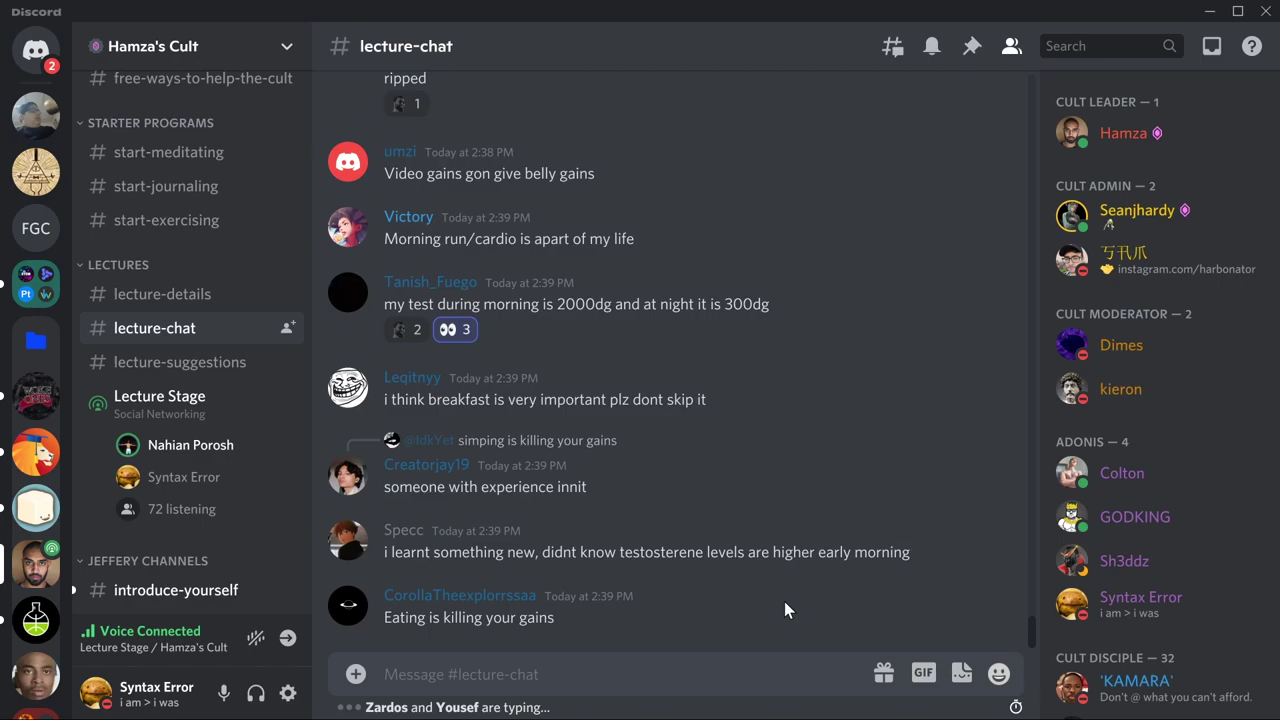 Discord
2
FGC
Pt
Hamza's Cult
# free-ways-to-help-the-cult
STARTER PROGRAMS
# start-meditating
# start-journaling
# start-exercising
LECTURES
# lecture-details
# lecture-chat
# lecture-suggestions
Lecture Stage
Social Networking
Nahian Porosh
Syntax Error
72 listening
JEFFERY CHANNELS
# introduce-yourself
Voice Connected
Lecture Stage / Hamza's Cult
Syntax Error
i am > i was
# lecture-chat
Search
ripped
1
umzi Today at 2:38 PM
Video gains gon give belly gains
Victory Today at 2:39 PM
Morning run/cardio is apart of my life
Tanish_Fuego Today at 2:39 PM
my test during morning is 2000dg and at night it is 300dg
2 👀 3
Leqitnyy Today at 2:39 PM
i think breakfast is very important plz dont skip it
@IdkYet simping is killing your gains
Creatorjay19 Today at 2:39 PM
someone with experience innit
Specc Today at 2:39 PM
i learnt something new, didnt know testosterene levels are higher early morning
CorollaTheexplorrssaa Today at 2:39 PM
Eating is killing your gains
Message #lecture-chat
GIF
Zardos and Yousef are typing...
CULT LEADER — 1
Hamza
CULT ADMIN — 2
Seanjhardy
instagram.com/harbonator
CULT MODERATOR — 2
Dimes
kieron
ADONIS — 4
Colton
GODKING
Sh3ddz
Syntax Error
i am > i was
CULT DISCIPLE — 32
'KAMARA'
Don't @ what you can't afford.